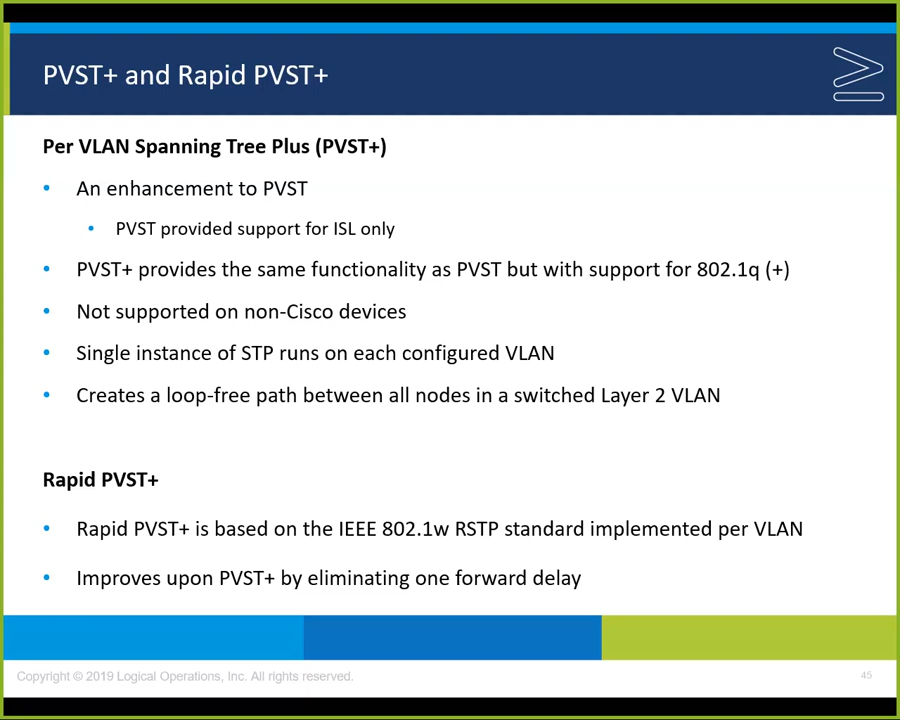 PVST+ and Rapid PVST+
Per VLAN Spanning Tree Plus (PVST+)
• An enhancement to PVST
• PVST provided support for ISL only
• PVST+ provides the same functionality as PVST but with support for 802.1q (+)
• Not supported on non-Cisco devices
• Single instance of STP runs on each configured VLAN
• Creates a loop-free path between all nodes in a switched Layer 2 VLAN
Rapid PVST+
• Rapid PVST+ is based on the IEEE 802.1w RSTP standard implemented per VLAN
• Improves upon PVST+ by eliminating one forward delay
Copyright © 2019 Logical Operations, Inc. All rights reserved.
45